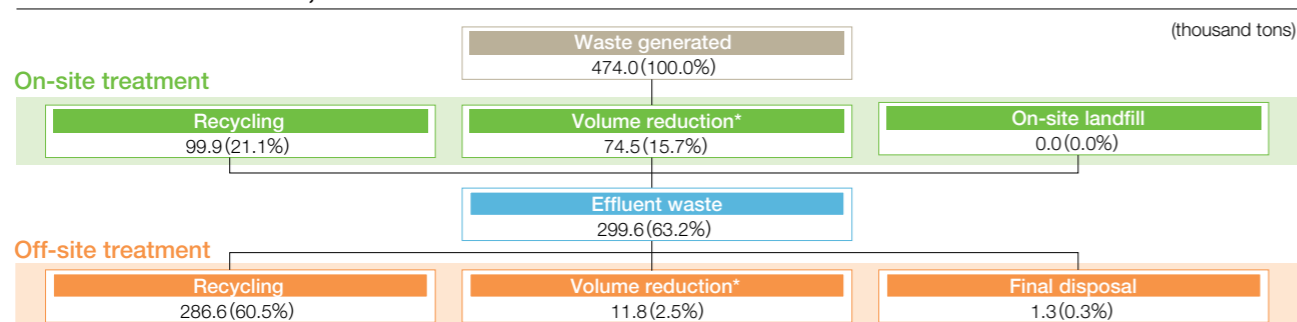 (thousand tons)
Waste generated
474.0(100.0%)
On-site treatment
Recycling
99.9(21.1%)
Volume reduction*
74.5(15.7%)
On-site landfill
0.0(0.0%)
Effluent waste
299.6(63.2%)
Off-site treatment
Recycling
286.6(60.5%)
Volume reduction*
11.8(2.5%)
Final disposal
1.3(0.3%)